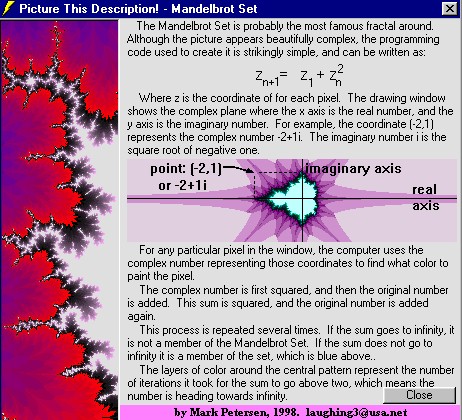 Picture This Description! - Mandelbrot Set
The Mandelbrot Set is probably the most famous fractal around.
Although the picture appears beautifully complex, the programming
code used to create it is strikingly simple, and can be written as:
z_{n+1} = z_1 + z_n^2
Where z is the coordinate of for each pixel. The drawing window
shows the complex plane where the x axis is the real number, and the
y axis is the imaginary number. For example, the coordinate (-2,1)
represents the complex number -2+1i. The imaginary number i is the
square root of negative one.
point: (-2,1)
or -2+1i
imaginary axis
real
axis
For any particular pixel in the window, the computer uses the
complex number representing those coordinates to find what color to
paint the pixel.
The complex number is first squared, and then the original number
is added. This sum is squared, and the original number is added
again.
This process is repeated several times. If the sum goes to infinity, it
is not a member of the Mandelbrot Set. If the sum does not go to
infinity it is a member of the set, which is blue above..
The layers of color around the central pattern represent the number
of iterations it took for the sum to go above two, which means the
number is heading towards infinity.
Close
by Mark Petersen, 1998. laughing3@usa.net